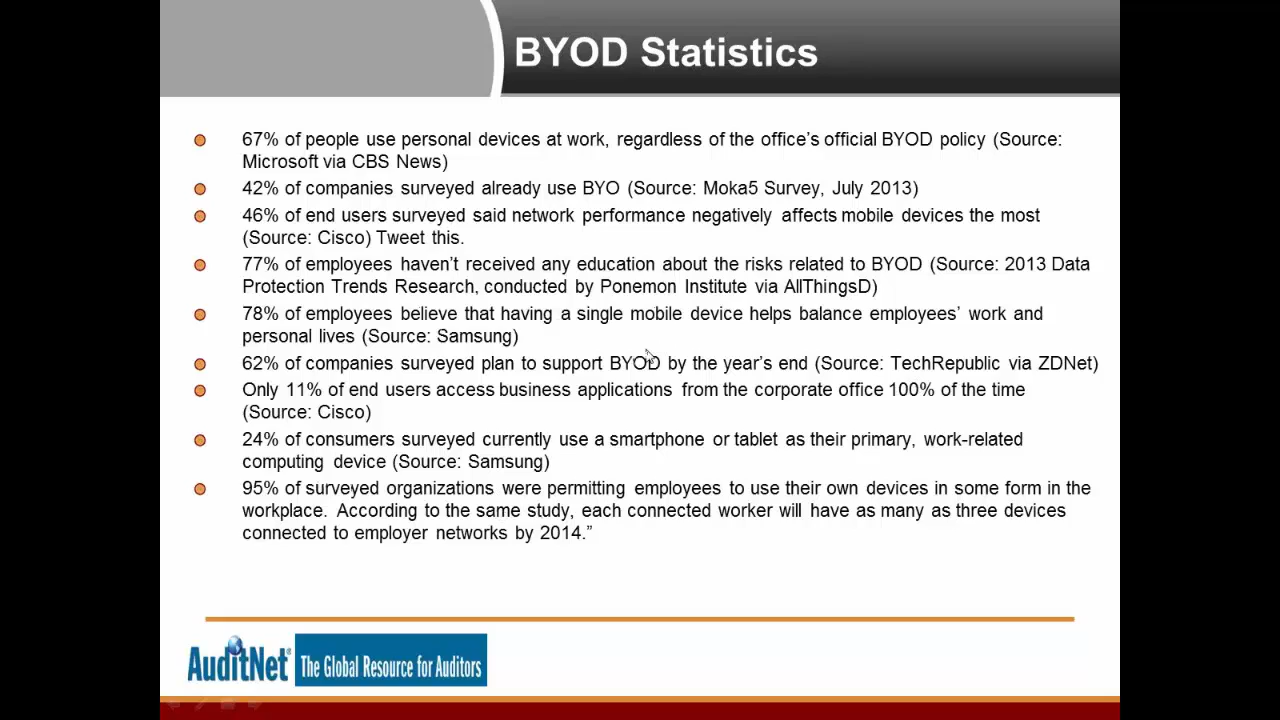 BYOD Statistics
67% of people use personal devices at work, regardless of the office's official BYOD policy (Source:
Microsoft via CBS News)
42% of companies surveyed already use BYO (Source: Moka5 Survey, July 2013)
46% of end users surveyed said network performance negatively affects mobile devices the most
(Source: Cisco) Tweet this.
77% of employees haven't received any education about the risks related to BYOD (Source: 2013 Data
Protection Trends Research, conducted by Ponemon Institute via AllThingsD)
78% of employees believe that having a single mobile device helps balance employees' work and
personal lives (Source: Samsung)
62% of companies surveyed plan to support BYOD by the year's end (Source: TechRepublic via ZDNet)
Only 11% of end users access business applications from the corporate office 100% of the time
(Source: Cisco)
24% of consumers surveyed currently use a smartphone or tablet as their primary, work-related
computing device (Source: Samsung)
95% of surveyed organizations were permitting employees to use their own devices in some form in the
workplace. According to the same study, each connected worker will have as many as three devices
connected to employer networks by 2014.”
AuditNet® The Global Resource for Auditors